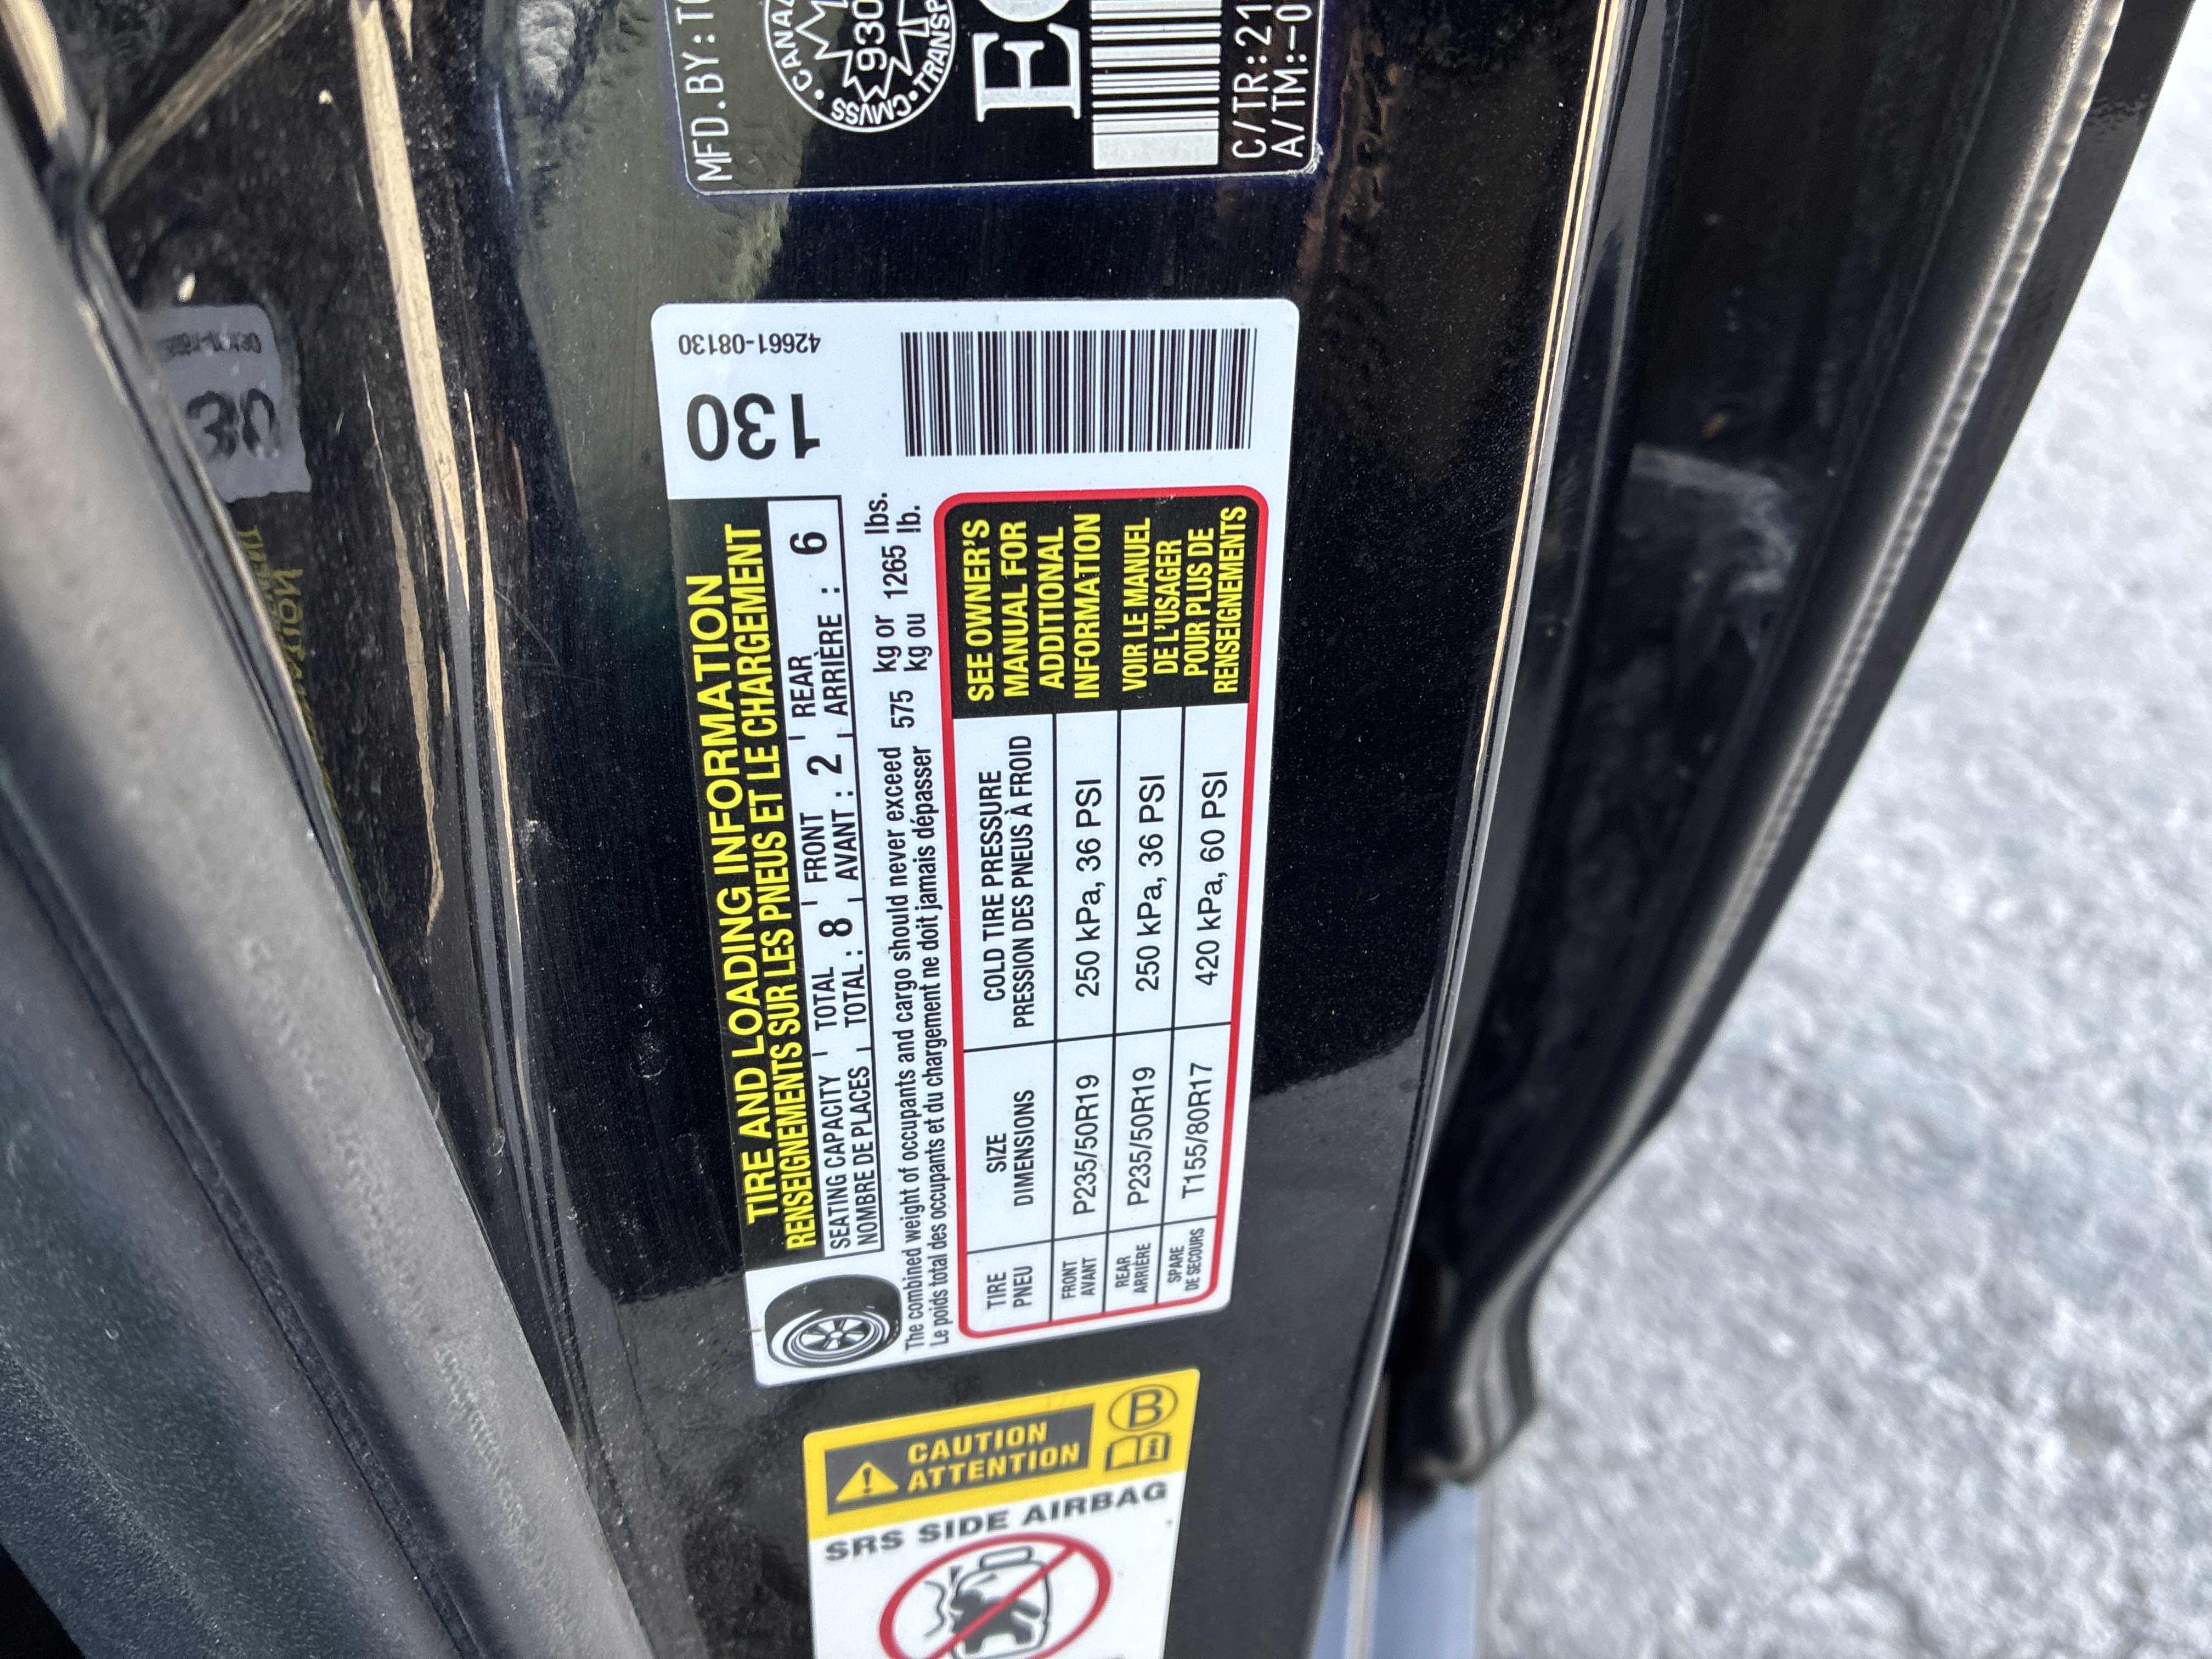 TIRE AND LOADING INFORMATION
RENSEIGNEMENTS SUR LES PNEUS ET LE CHARGEMENT
SEATING CAPACITY TOTAL FRONT REAR
NOMBRE DE PLACES TOTAL : 8 AVANT : 2 ARRIÈRE : 6
The combined weight of occupants and cargo should never exceed 575 kg or 1265 lbs.
Le poids total des occupants et du chargement ne doit jamais dépasser kg ou lb.
TIRE SIZE COLD TIRE PRESSURE
PNEU DIMENSIONS PRESSION DES PNEUS À FROID
FRONT
AVANT P235/50R19 250 kPa, 36 PSI
REAR
ARRIÈRE P235/50R19 250 kPa, 36 PSI
SPARE
DE SECOURS T155/80R17 420 kPa, 60 PSI
SEE OWNER'S
MANUAL FOR
ADDITIONAL
INFORMATION
VOIR LE MANUEL
DE L'USAGER
POUR PLUS DE
RENSEIGNEMENTS
130
42661-08130
MFD.BY:
CMVSS
930
C/TR:21
A/TM:-0
CAUTION
ATTENTION
B
SRS SIDE AIRBAG